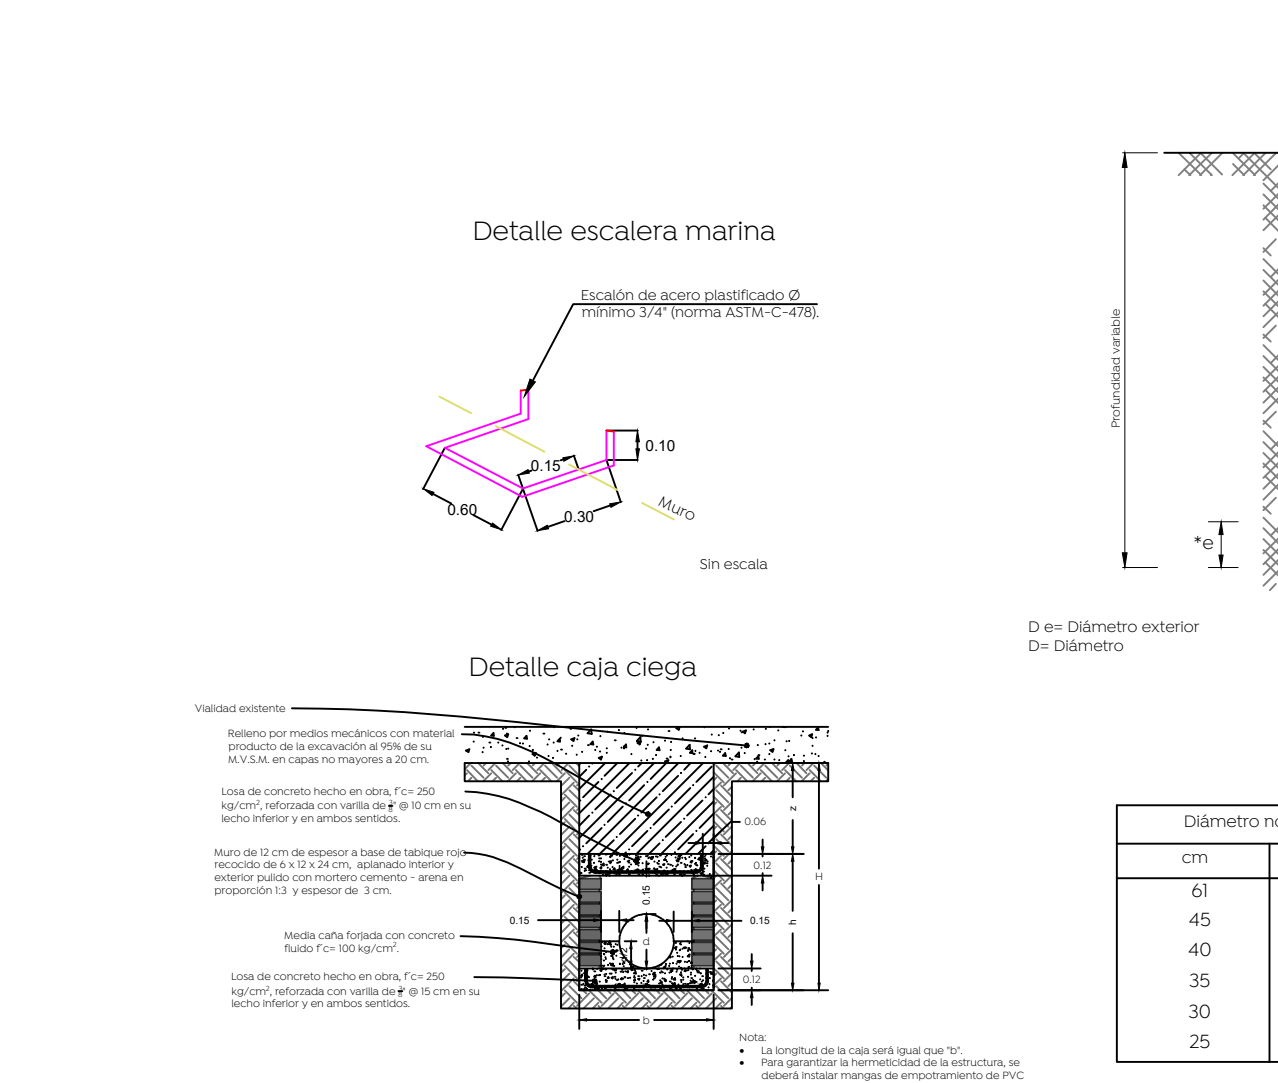 Detalle escalera marina
Escalón de acero plastificado Ø
mínimo 3/4" (norma ASTM-C-478).
0.10
0.15
0.60
0.30
Muro
Sin escala
Profundidad variable
*e
D e= Diámetro exterior
D= Diámetro
Detalle caja ciega
Vialidad existente
Relleno por medios mecánicos con material
producto de la excavación al 95% de su
M.V.S.M. en capas no mayores a 20 cm.
Losa de concreto hecho en obra, f´c= 250
kg/cm², reforzada con varilla de @ 10 cm en su
lecho inferior y en ambos sentidos.
Muro de 12 cm de espesor a base de tabique rojo
recocido de 6 x 12 x 24 cm, aplanado interior y
exterior pulido con mortero cemento - arena en
proporción 1:3 y espesor de 3 cm.
Media caña forjada con concreto
fluido f´c= 100 kg/cm².
Losa de concreto hecho en obra, f´c= 250
kg/cm², reforzada con varilla de @ 15 cm en su
lecho inferior y en ambos sentidos.
z
0.06
0.12
H
0.15
h
0.15
0.15
d
0.12
b
Nota:
• La longitud de la caja será igual que "b".
• Para garantizar la hermeticidad de la estructura, se
deberá instalar mangas de empotramiento de PVC
Diámetro
cm
61
45
40
35
30
25